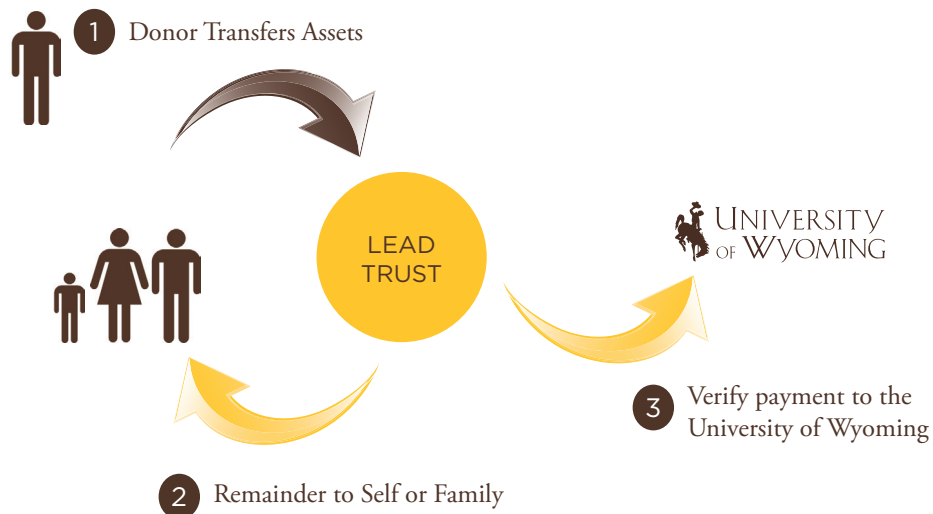 1 Donor Transfers Assets
LEAD
TRUST
UNIVERSITY
OF WYOMING
3 Verify payment to the
University of Wyoming
2 Remainder to Self or Family